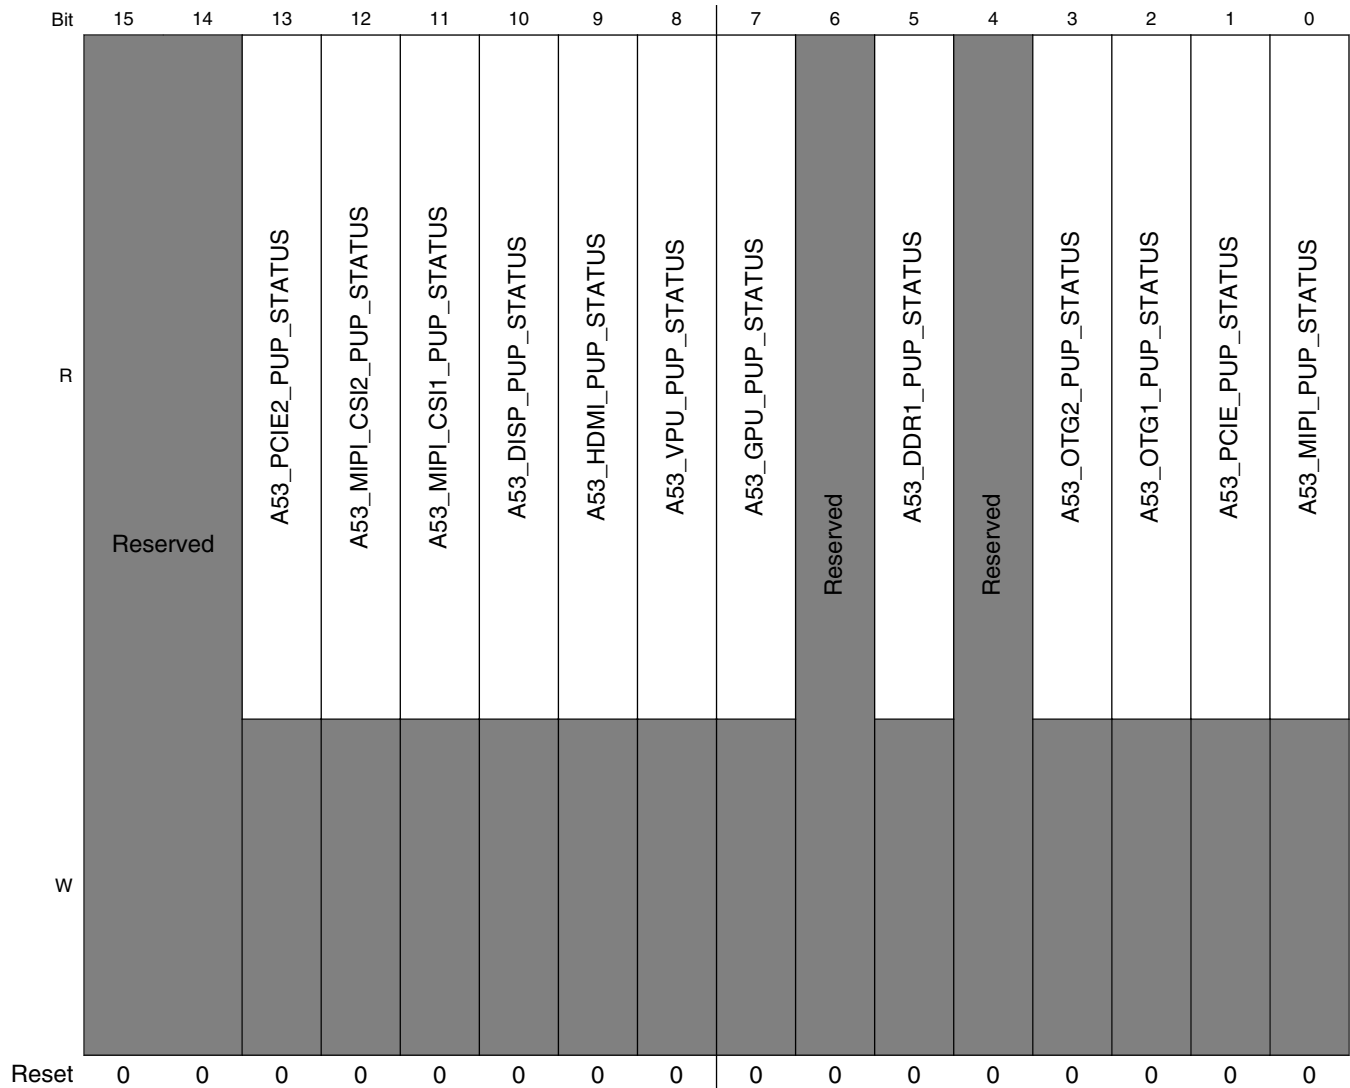 Bit 15 14 13 12 11 10 9 8 7 6 5 4 3 2 1 0
R
Reserved
A53_PCIE2_PUP_STATUS
A53_MIPI_CSI2_PUP_STATUS
A53_MIPI_CSI1_PUP_STATUS
A53_DISP_PUP_STATUS
A53_HDMI_PUP_STATUS
A53_VPU_PUP_STATUS
A53_GPU_PUP_STATUS
Reserved
A53_DDR1_PUP_STATUS
Reserved
A53_OTG2_PUP_STATUS
A53_OTG1_PUP_STATUS
A53_PCIE_PUP_STATUS
A53_MIPI_PUP_STATUS
W
Reset 0 0 0 0 0 0 0 0 0 0 0 0 0 0 0 0